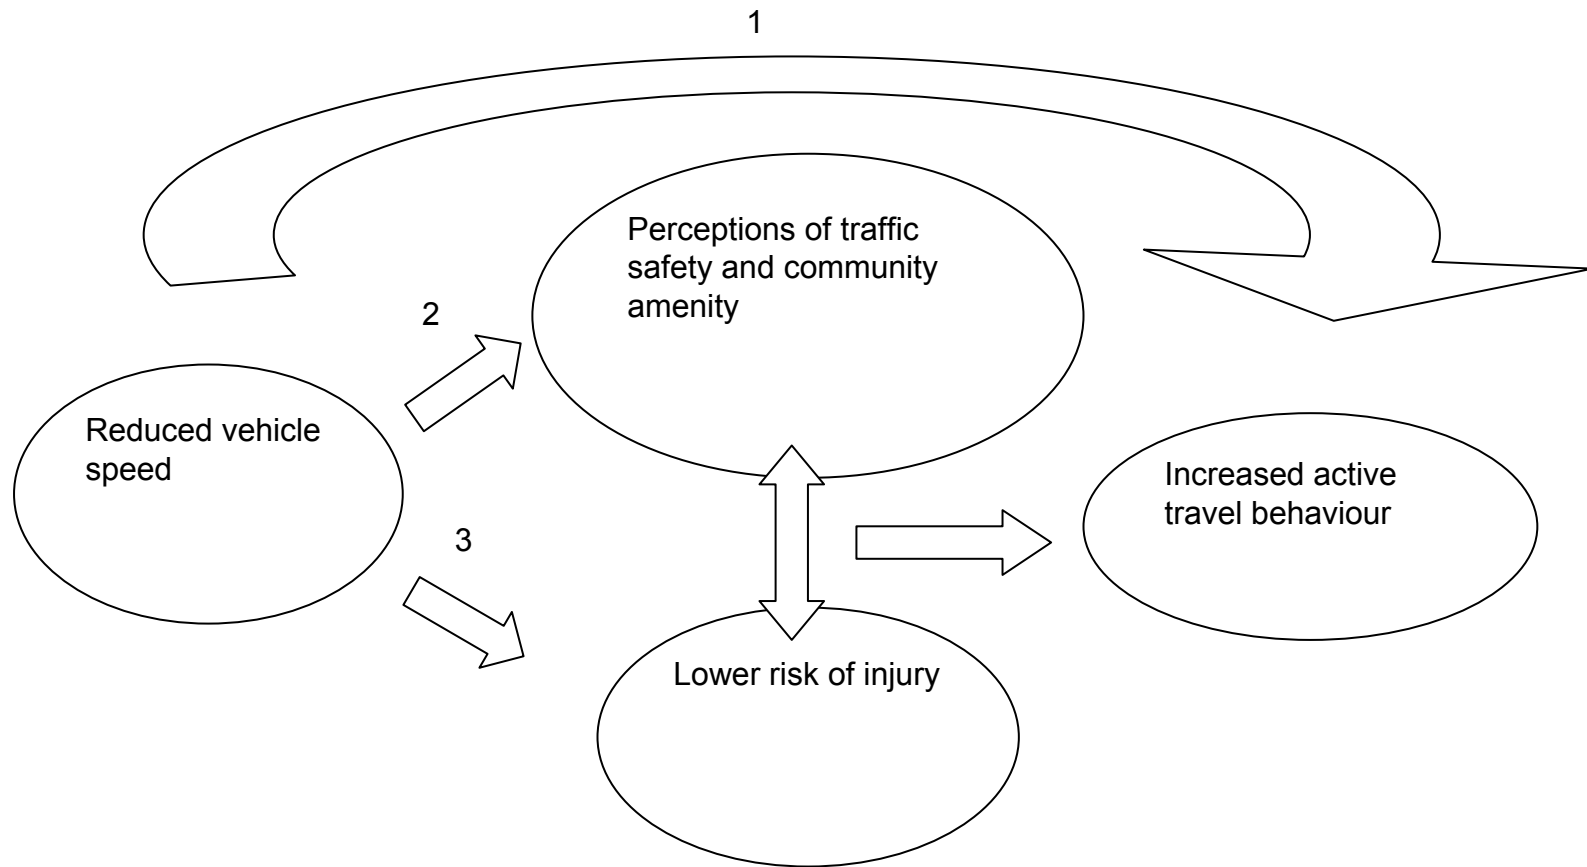 1
Perceptions of traffic
safety and community
amenity
2
Reduced vehicle
speed
Increased active
travel behaviour
3
Lower risk of injury